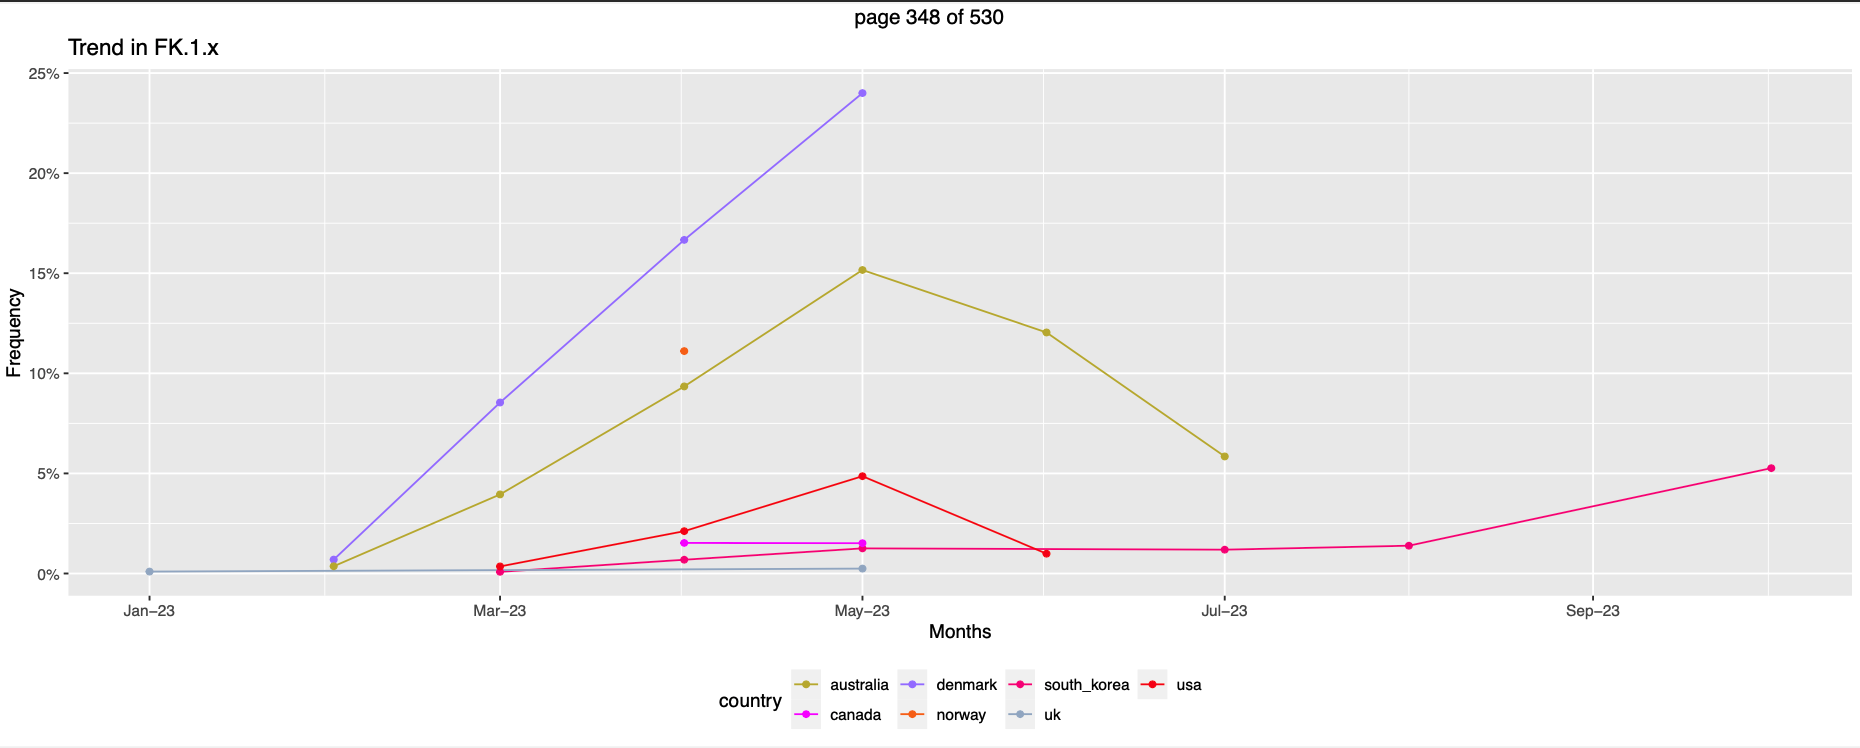 page 348 of 530
Trend in FK.1.x
25%
20%
15%
10%
5%
0%
Frequency
Jan–23 Mar–23 May–23 Jul–23 Sep–23
Months
country
australia denmark south_korea usa
canada norway uk